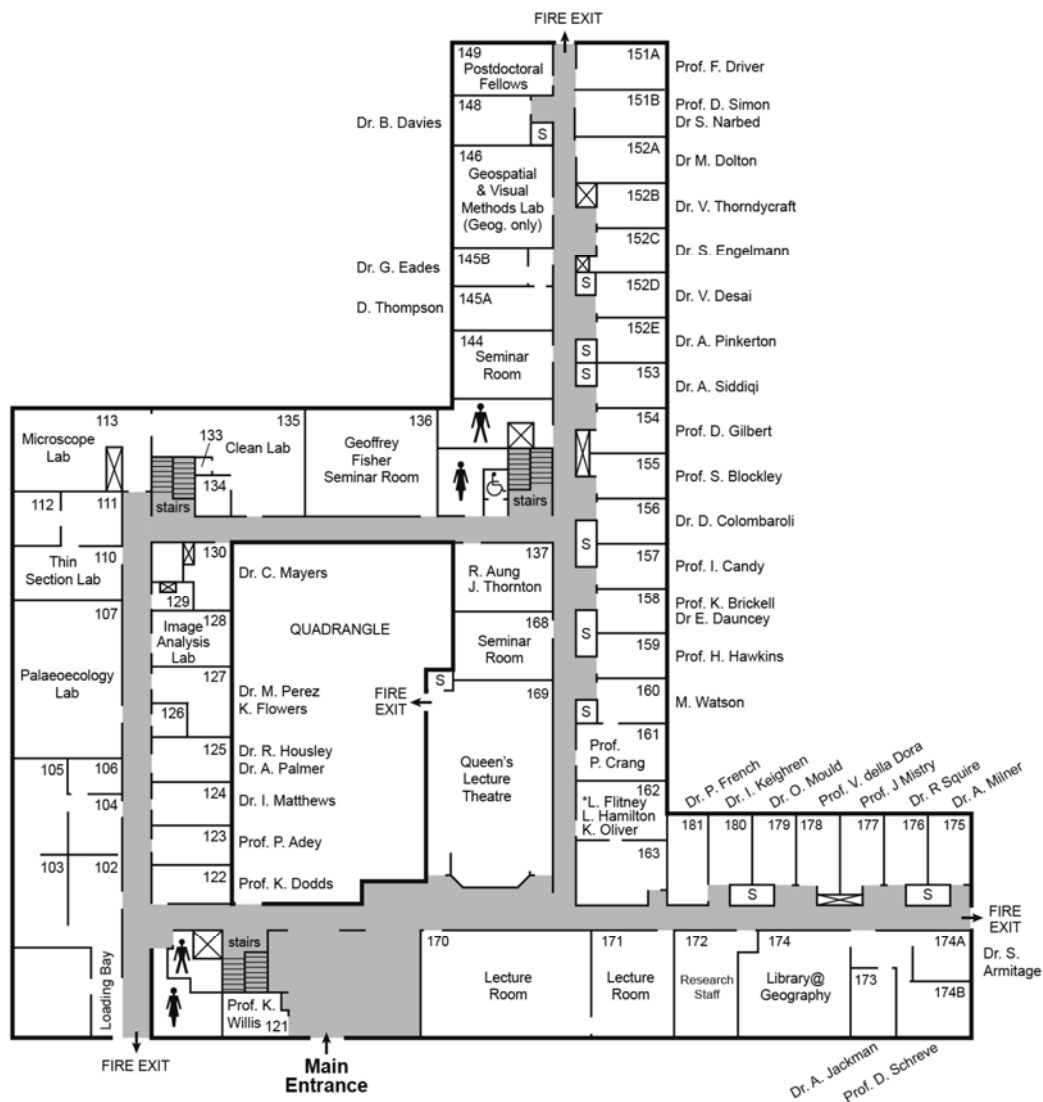 FIRE EXIT
149
Postdoctoral
Fellows
151A
Prof. F. Driver
148
Dr. B. Davies
S
151B
Prof. D. Simon
Dr S. Narbed
146
Geospatial
& Visual
Methods Lab
(Geog. only)
152A
Dr M. Dolton
152B
Dr. V. Thorndycraft
152C
Dr. S. Engelmann
145B
Dr. G. Eades
S
152D
Dr. V. Desai
D. Thompson
145A
152E
Dr. A. Pinkerton
S
144
Seminar
Room
S
153
Dr. A. Siddiqi
154
Prof. D. Gilbert
155
Prof. S. Blockley
113
Microscope
Lab
133
135
Clean Lab
136
Geoffrey
Fisher
Seminar Room
134
stairs
stairs
112
111
156
Dr. D. Colombaroli
S
110
Thin
Section Lab
130
Dr. C. Mayers
137
R. Aung
J. Thornton
157
Prof. I. Candy
129
158
Prof. K. Brickell
Dr E. Dauncey
107
Palaeoecology
Lab
128
Image
Analysis
Lab
QUADRANGLE
168
Seminar
Room
S
159
Prof. H. Hawkins
127
Dr. M. Perez
K. Flowers
FIRE
EXIT
S
169
Queen's
Lecture
Theatre
160
M. Watson
S
126
161
Prof.
P. Crang
125
Dr. R. Housley
Dr. A. Palmer
105
106
124
Dr. I. Matthews
162
*L. Flitney
L. Hamilton
K. Oliver
104
123
Prof. P. Adey
163
103
102
122
Prof. K. Dodds
Dr. P. French
Dr. I. Keighren
Dr. O. Mould
Prof. V. della Dora
Prof. J Mistry
Dr. R Squire
Dr. A. Milner
181
180
179
178
177
176
175
S
S
FIRE
EXIT
stairs
170
Lecture
Room
171
Lecture
Room
172
Research
Staff
174
Library@
Geography
173
174A
Dr. S.
Armitage
174B
Loading Bay
Prof. K.
Willis
121
FIRE EXIT
Main
Entrance
Dr. A. Jackman
Prof. D. Schreve